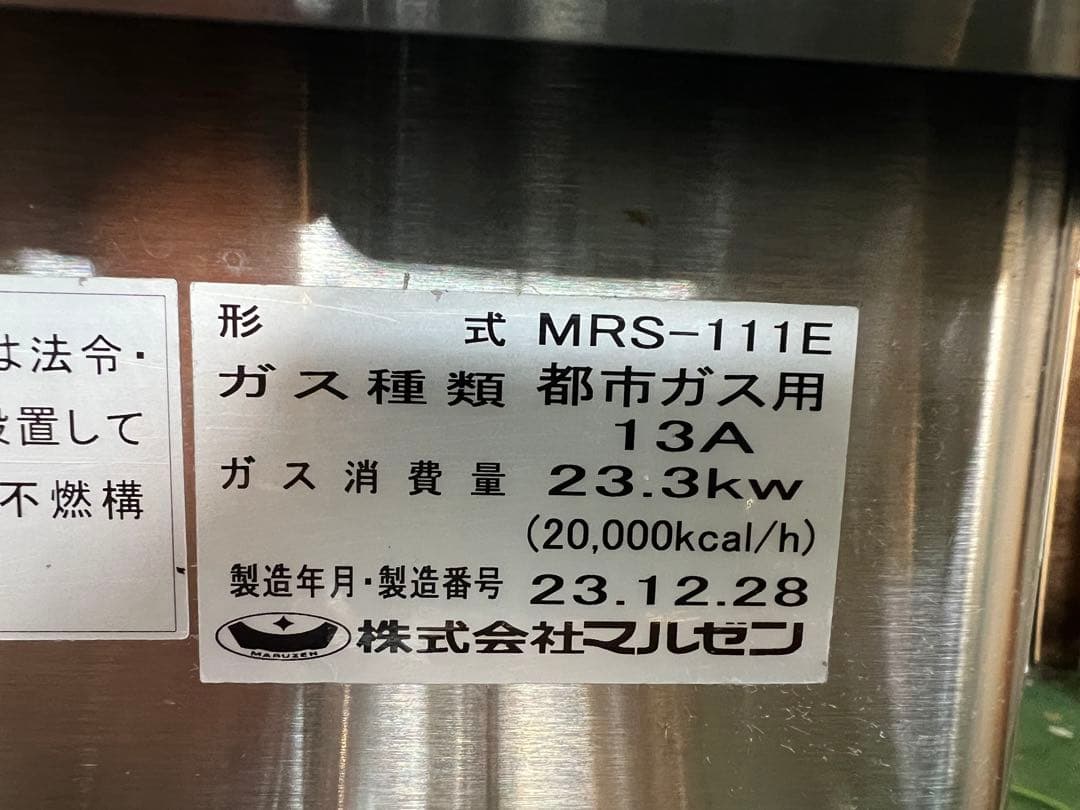 は法令・
設置して
不燃構
形 式 MRS-111E
ガス種類 都市ガス用
13A
ガス消費量 23.3kw
(20,000kcal/h)
製造年月・製造番号 23.12.28
MARUZEN 株式会社マルゼン